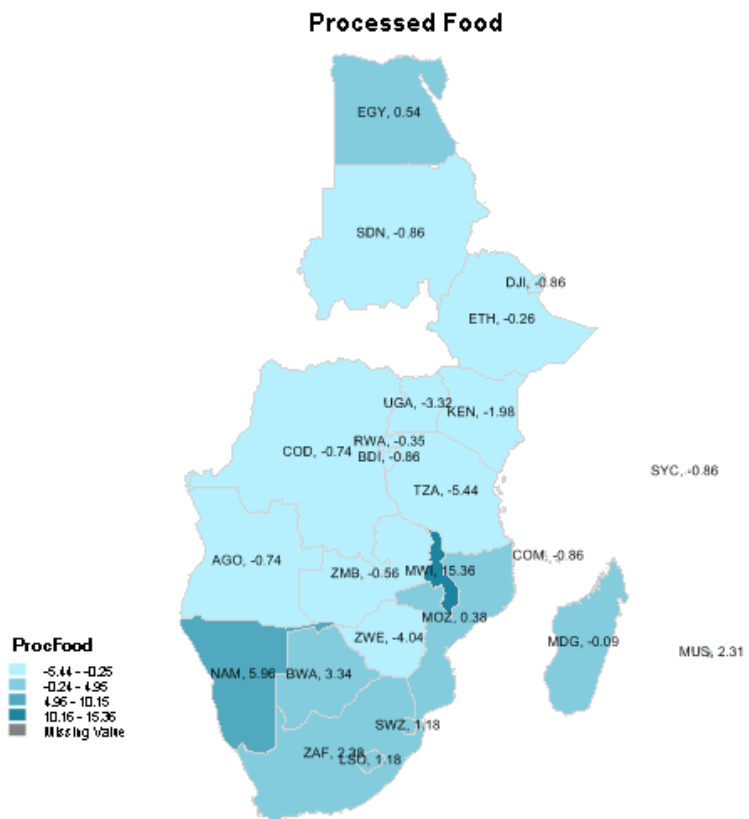 Processed Food
EGY, 0.54
SDN, -0.86
DJI, -0.86
ETH, -0.26
UGA, -3.32
KEN, -1.98
RWA, -0.35
COD, -0.74
BDI, -0.86
SYC, -0.86
TZA, -5.44
COM, -0.86
AGO, -0.74
MWI, 15.36
ZMB, -0.56
MOZ, 0.38
ZWE, -4.04
MDG, -0.09
MUS, 2.31
NAM, 5.96
BWA, 3.34
SWZ, 1.18
ZAF, 2.38
LSO, 1.18
ProcFood
-5.44 - -0.25
-0.24 - 4.95
4.96 - 10.15
10.16 - 15.36
Missing Value